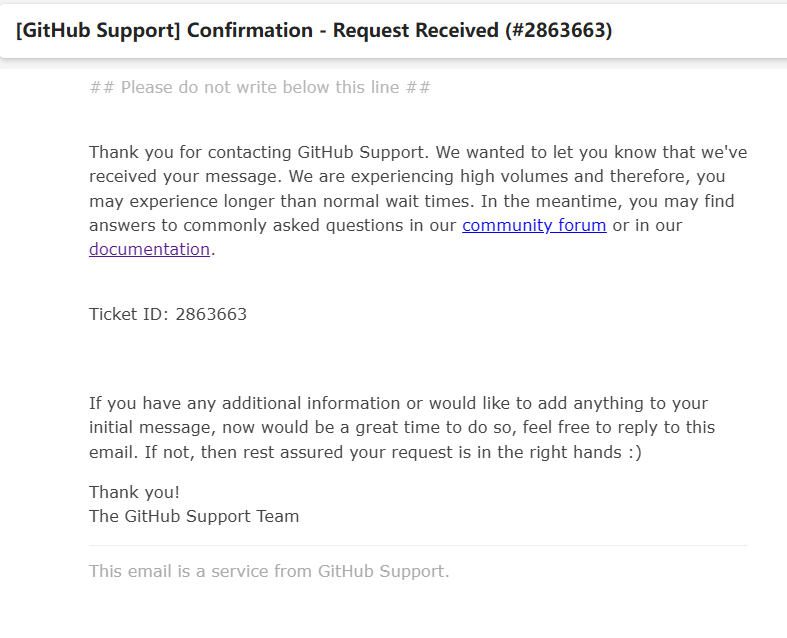 [GitHub Support] Confirmation - Request Received (#2863663)
## Please do not write below this line ##
Thank you for contacting GitHub Support. We wanted to let you know that we've
received your message. We are experiencing high volumes and therefore, you
may experience longer than normal wait times. In the meantime, you may find
answers to commonly asked questions in our community forum or in our
documentation.
Ticket ID: 2863663
If you have any additional information or would like to add anything to your
initial message, now would be a great time to do so, feel free to reply to this
email. If not, then rest assured your request is in the right hands :)
Thank you!
The GitHub Support Team
This email is a service from GitHub Support.